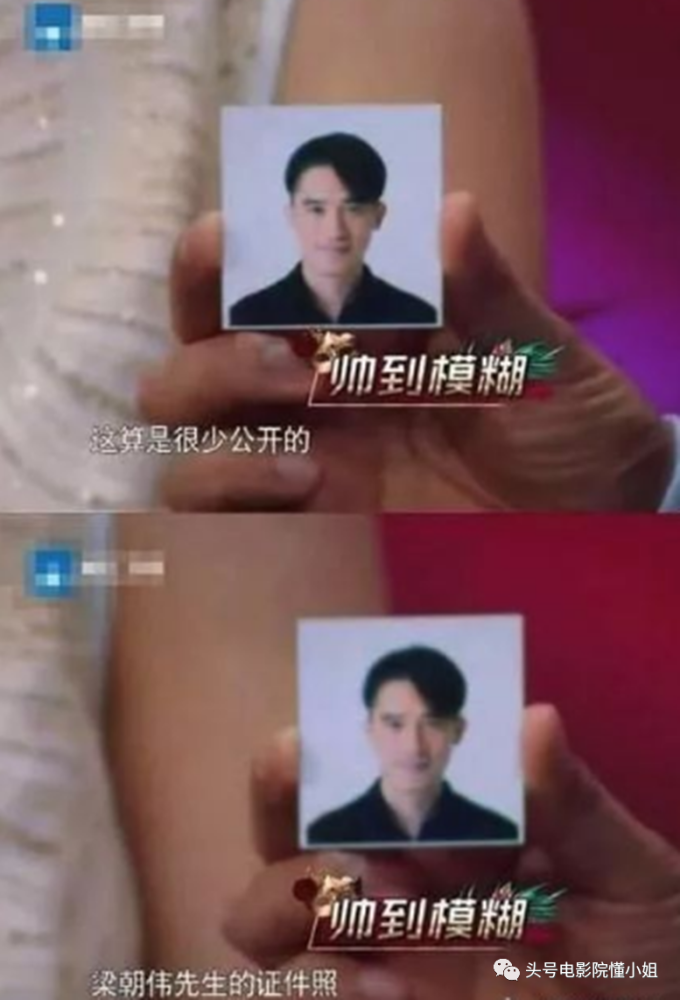 帅到模糊
这算是很少公开的
帅到模糊
梁朝伟先生的证件照
头号电影院懂小姐